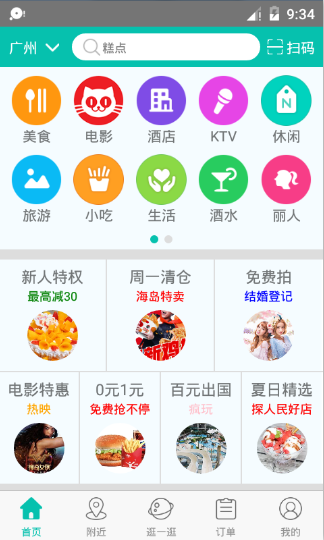 9:34
广州 糕点 扫码
美食 电影 酒店 KTV 休闲
N
旅游 小吃 生活 酒水 丽人
新人特权 周一清仓 免费拍
最高减30 海岛特卖 结婚登记
电影特惠 0元1元 百元出国 夏日精选
热映 免费抢不停 疯玩 探人民好店
首页 附近 逛一逛 订单 我的